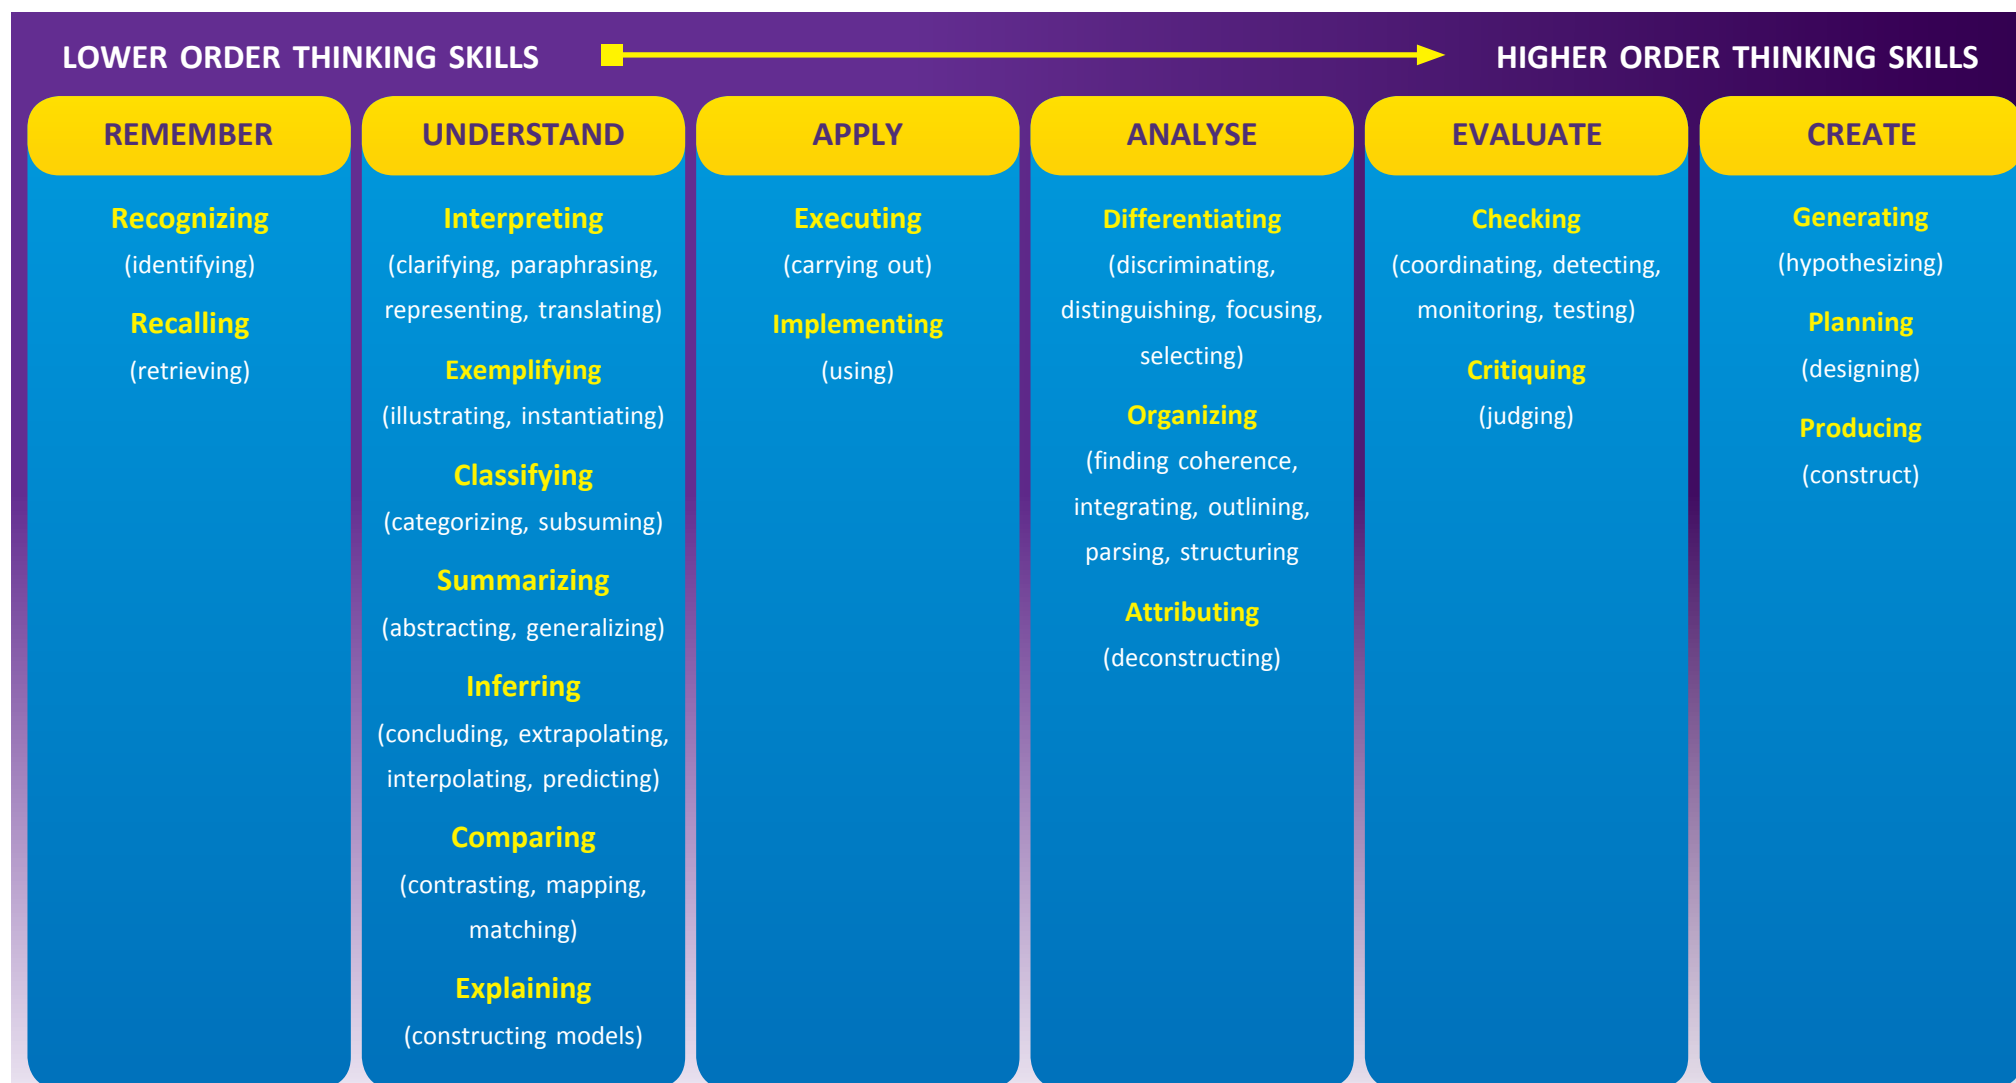 LOWER ORDER THINKING SKILLS
HIGHER ORDER THINKING SKILLS
REMEMBER
Recognizing
(identifying)
Recalling
(retrieving)
UNDERSTAND
Interpreting
(clarifying, paraphrasing,
representing, translating)
Exemplifying
(illustrating, instantiating)
Classifying
(categorizing, subsuming)
Summarizing
(abstracting, generalizing)
Inferring
(concluding, extrapolating,
interpolating, predicting)
Comparing
(contrasting, mapping,
matching)
Explaining
(constructing models)
APPLY
Executing
(carrying out)
Implementing
(using)
ANALYSE
Differentiating
(discriminating,
distinguishing, focusing,
selecting)
Organizing
(finding coherence,
integrating, outlining,
parsing, structuring
Attributing
(deconstructing)
EVALUATE
Checking
(coordinating, detecting,
monitoring, testing)
Critiquing
(judging)
CREATE
Generating
(hypothesizing)
Planning
(designing)
Producing
(construct)